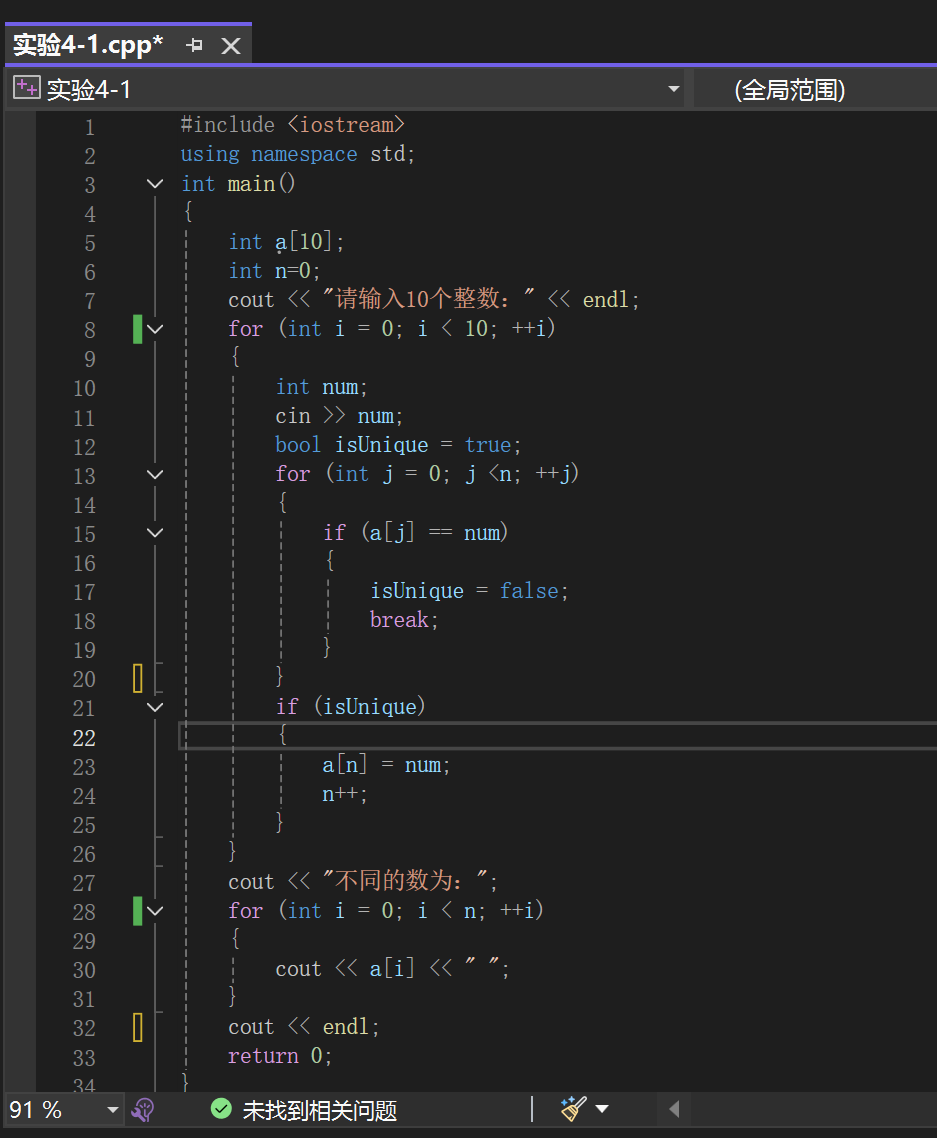 实验4-1.cpp*
实验4-1 (全局范围)
1 #include <iostream>
2 using namespace std;
3 int main()
4 {
5 int a[10];
6 int n=0;
7 cout << "请输入10个整数：" << endl;
8 for (int i = 0; i < 10; ++i)
9 {
10 int num;
11 cin >> num;
12 bool isUnique = true;
13 for (int j = 0; j <n; ++j)
14 {
15 if (a[j] == num)
16 {
17 isUnique = false;
18 break;
19 }
20 }
21 if (isUnique)
22 {
23 a[n] = num;
24 n++;
25 }
26 }
27 cout << "不同的数为：";
28 for (int i = 0; i < n; ++i)
29 {
30 cout << a[i] << " ";
31 }
32 cout << endl;
33 return 0;
34 }
91 % 未找到相关问题